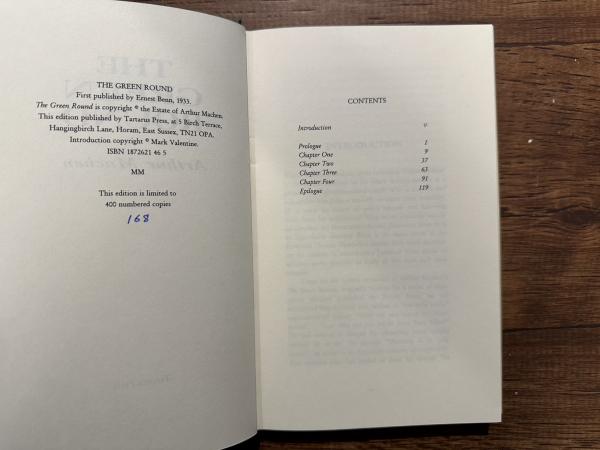 THE GREEN ROUND
First published by Ernest Benn, 1933.
The Green Round is copyright © the Estate of Arthur Machen.
This edition published by Tartarus Press, at 5 Birch Terrace,
Hangingbirch Lane, Horam, East Sussex, TN21 OPA.
Introduction copyright © Mark Valentine.
ISBN 1872621 46 5
MM
This edition is limited to
400 numbered copies
168
CONTENTS
Introduction v
Prologue 1
Chapter One 9
Chapter Two 37
Chapter Three 63
Chapter Four 91
Epilogue 119